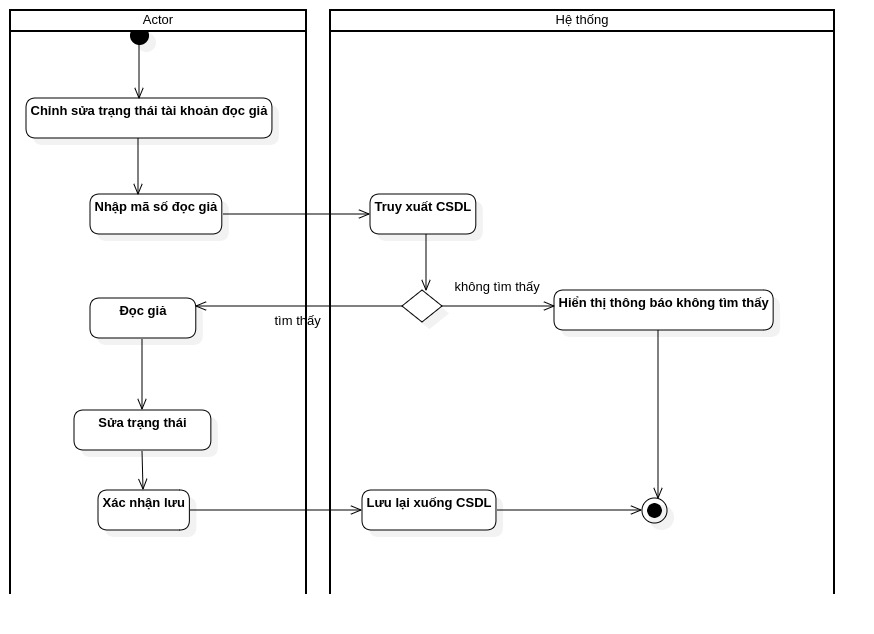 Actor
Hệ thống
Chỉnh sửa trạng thái tài khoản đọc giả
Nhập mã số đọc giả
Truy xuất CSDL
không tìm thấy
Hiển thị thông báo không tìm thấy
Đọc giả
tìm thấy
Sửa trạng thái
Xác nhận lưu
Lưu lại xuống CSDL